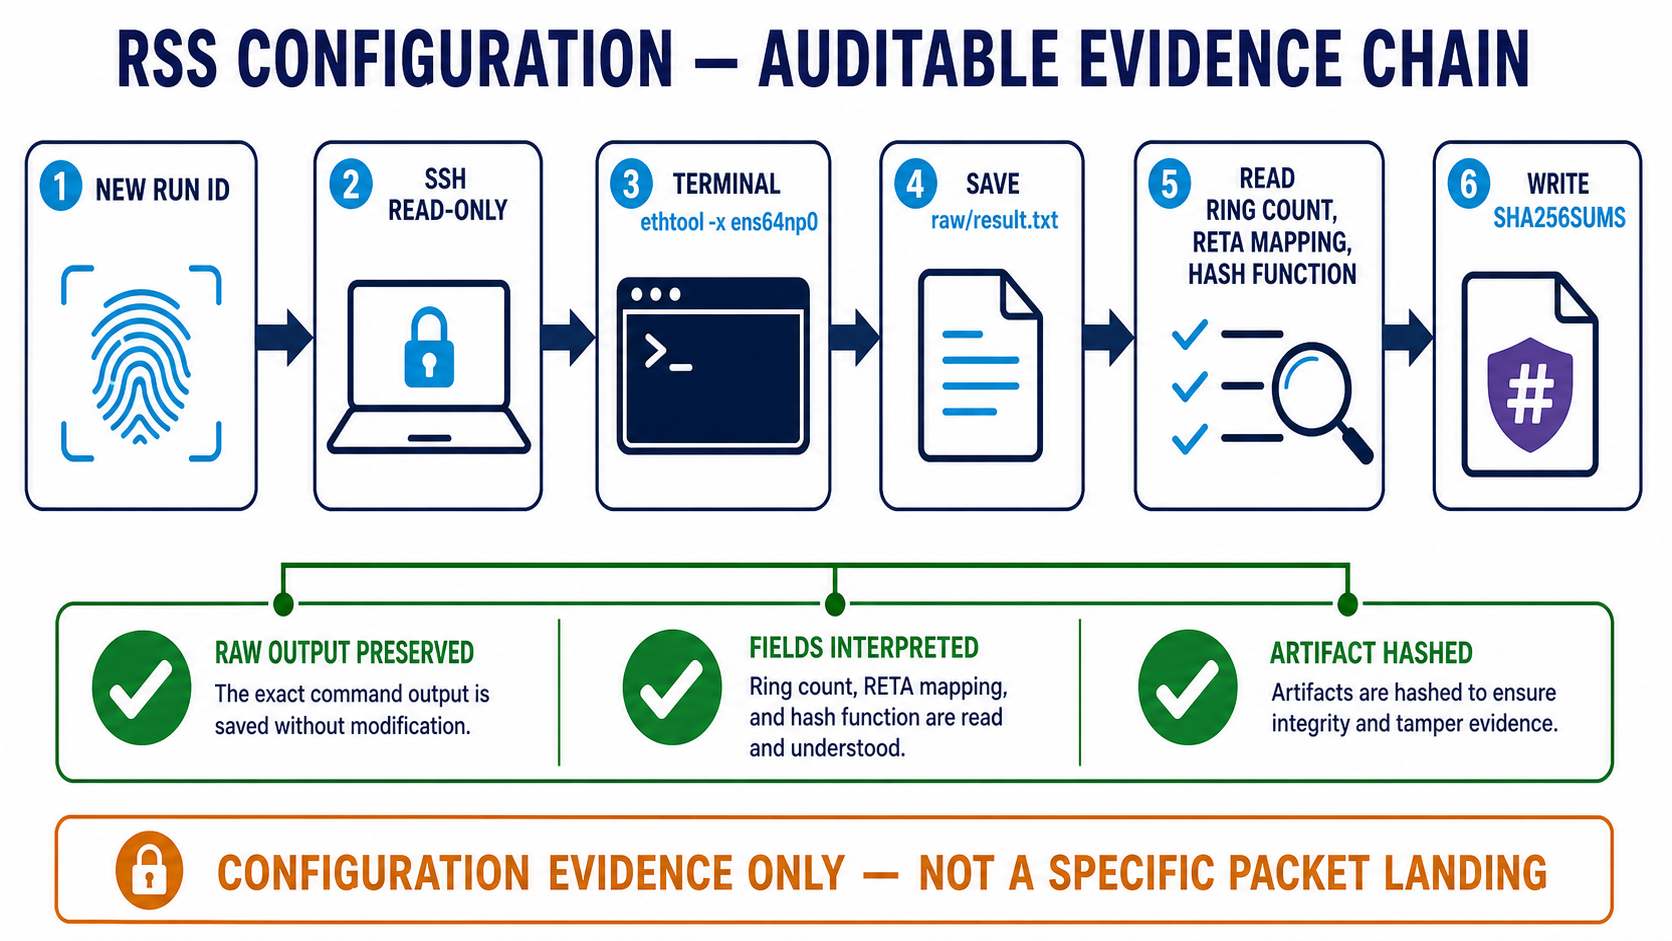 RSS CONFIGURATION — AUDITABLE EVIDENCE CHAIN
1
NEW RUN ID
2
SSH
READ-ONLY
3
TERMINAL
ethtool -x ens64np0
>_
4
SAVE
raw/result.txt
5
READ
RING COUNT,
RETA MAPPING,
HASH FUNCTION
6
WRITE
SHA256SUMS
#
RAW OUTPUT PRESERVED
The exact command output is
saved without modification.
FIELDS INTERPRETED
Ring count, RETA mapping,
and hash function are read
and understood.
ARTIFACT HASHED
Artifacts are hashed to ensure
integrity and tamper evidence.
CONFIGURATION EVIDENCE ONLY — NOT A SPECIFIC PACKET LANDING